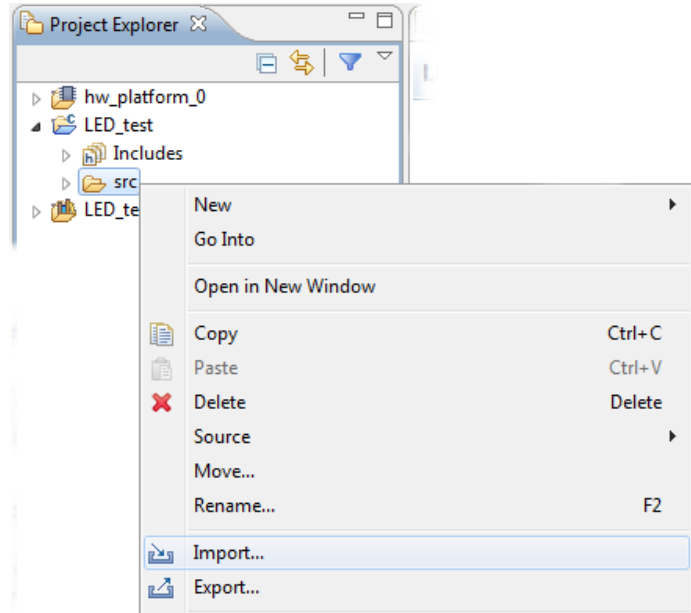 Project Explorer
hw_platform_0
LED_test
Includes
src
LED_te
New
Go Into
Open in New Window
Copy Ctrl+C
Paste Ctrl+V
Delete Delete
Source
Move...
Rename... F2
Import...
Export...